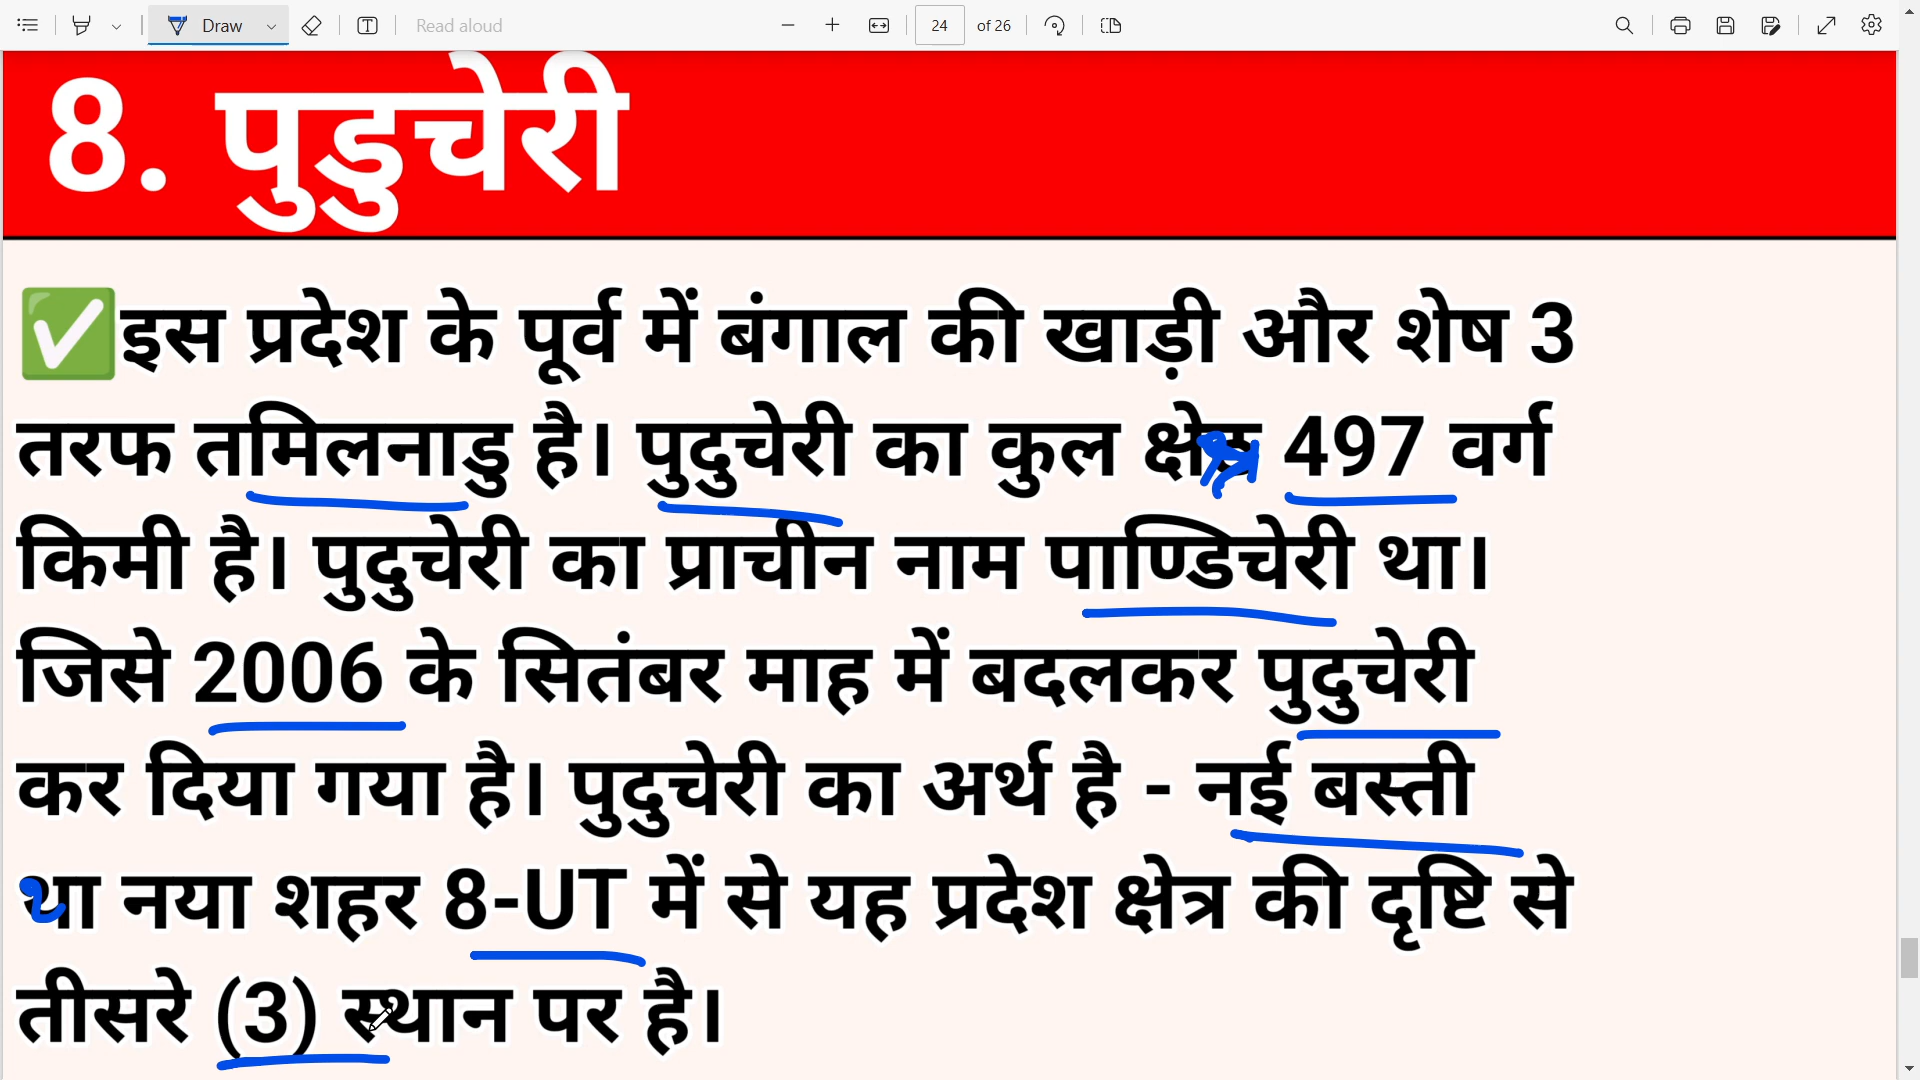 Draw
Read aloud
24 of 26
8. पुडुचेरी
इस प्रदेश के पूर्व में बंगाल की खाड़ी और शेष 3
तरफ तमिलनाडु है। पुदुचेरी का कुल 497 वर्ग
किमी है। पुदुचेरी का प्राचीन नाम पाण्डिचेरी था।
जिसे 2006 के सितंबर माह में बदलकर पुदुचेरी
कर दिया गया है। पुदुचेरी का अर्थ है - नई बस्ती
था नया शहर 8-UT में से यह प्रदेश क्षेत्र की दृष्टि से
तीसरे (3) स्थान पर है।